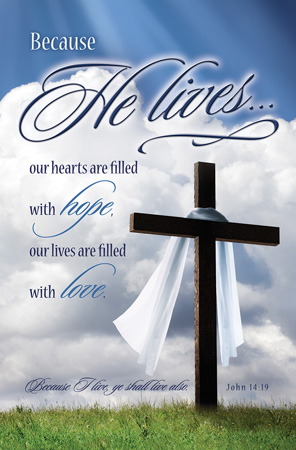 Because
He lives...
our hearts are filled
with hope,
our lives are filled
with love.
Because I live, ye shall live also. John 14:19